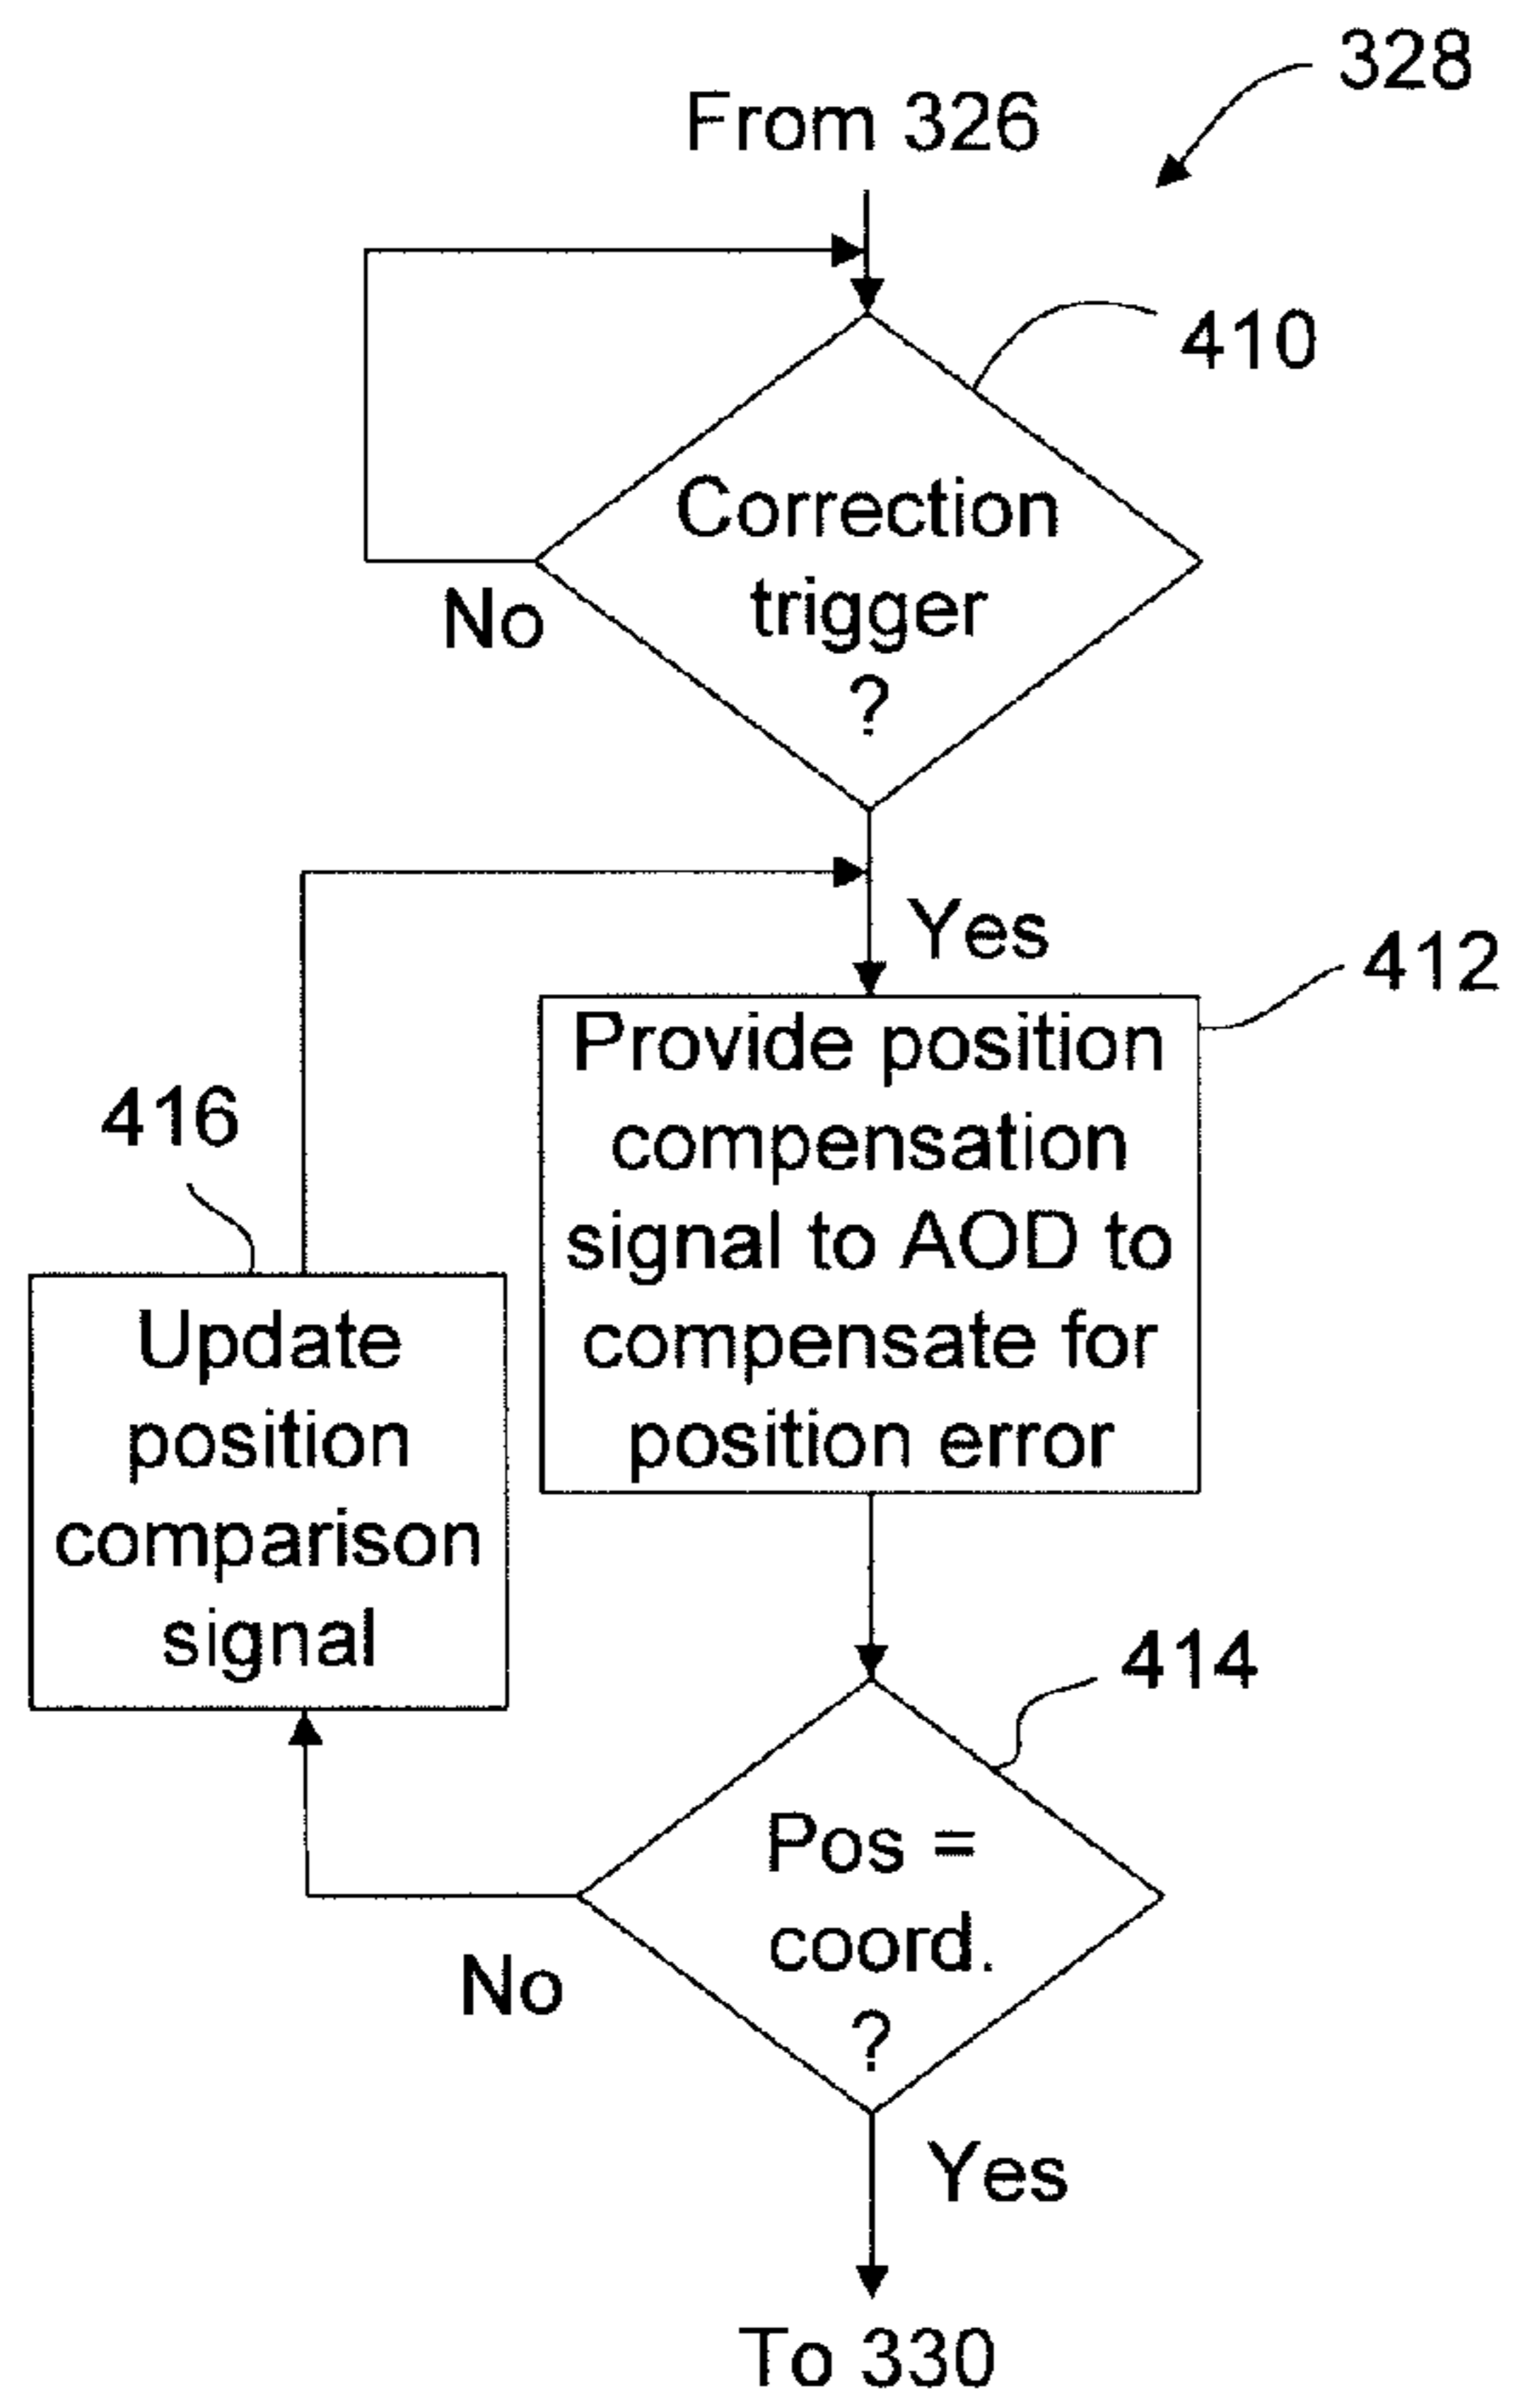 328
From 326
410
Correction
trigger
?
No
Yes
412
Provide position
compensation
signal to AOD to
compensate for
position error
416
Update
position
comparison
signal
414
Pos =
coord.
?
No
Yes
To 330